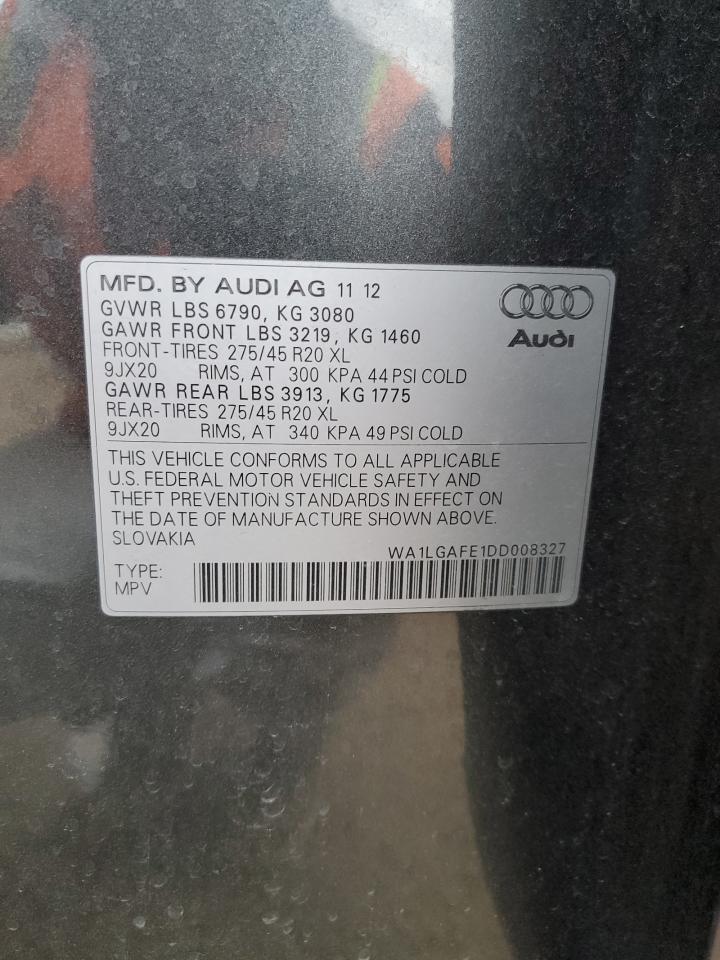 MFD. BY AUDI AG 11 12
GVWR LBS 6790, KG 3080
GAWR FRONT LBS 3219, KG 1460
FRONT-TIRES 275/45 R20 XL
9JX20 RIMS, AT 300 KPA 44 PSI COLD
GAWR REAR LBS 3913, KG 1775
REAR-TIRES 275/45 R20 XL
9JX20 RIMS, AT 340 KPA 49 PSI COLD
Audi
THIS VEHICLE CONFORMS TO ALL APPLICABLE
U.S. FEDERAL MOTOR VEHICLE SAFETY AND
THEFT PREVENTION STANDARDS IN EFFECT ON
THE DATE OF MANUFACTURE SHOWN ABOVE.
SLOVAKIA
WA1LGAFE1DD008327
TYPE:
MPV